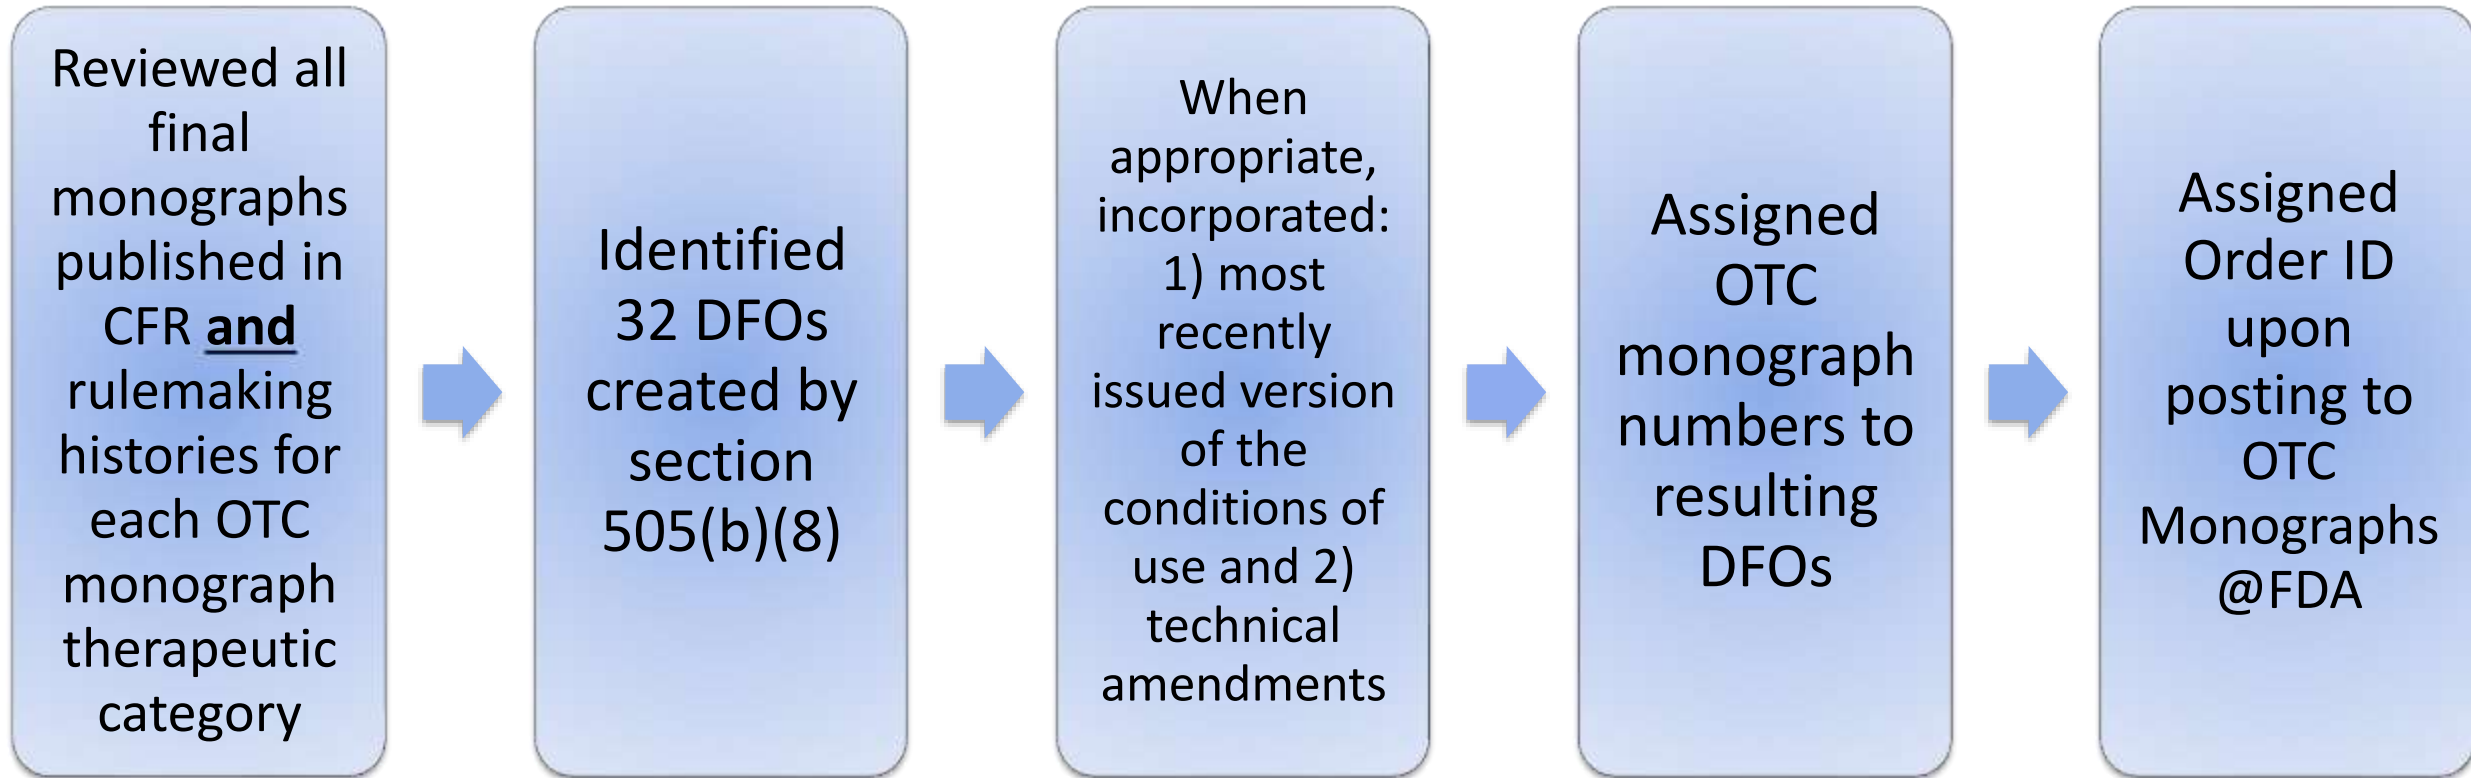 Reviewed all
final
monographs
published in
CFR and
rulemaking
histories for
each OTC
monograph
therapeutic
category
Identified
32 DFOs
created by
section
505(b)(8)
When
appropriate,
incorporated:
1) most
recently
issued version
of the
conditions of
use and 2)
technical
amendments
Assigned
OTC
monograph
numbers to
resulting
DFOs
Assigned
Order ID
upon
posting to
OTC
Monographs
@FDA